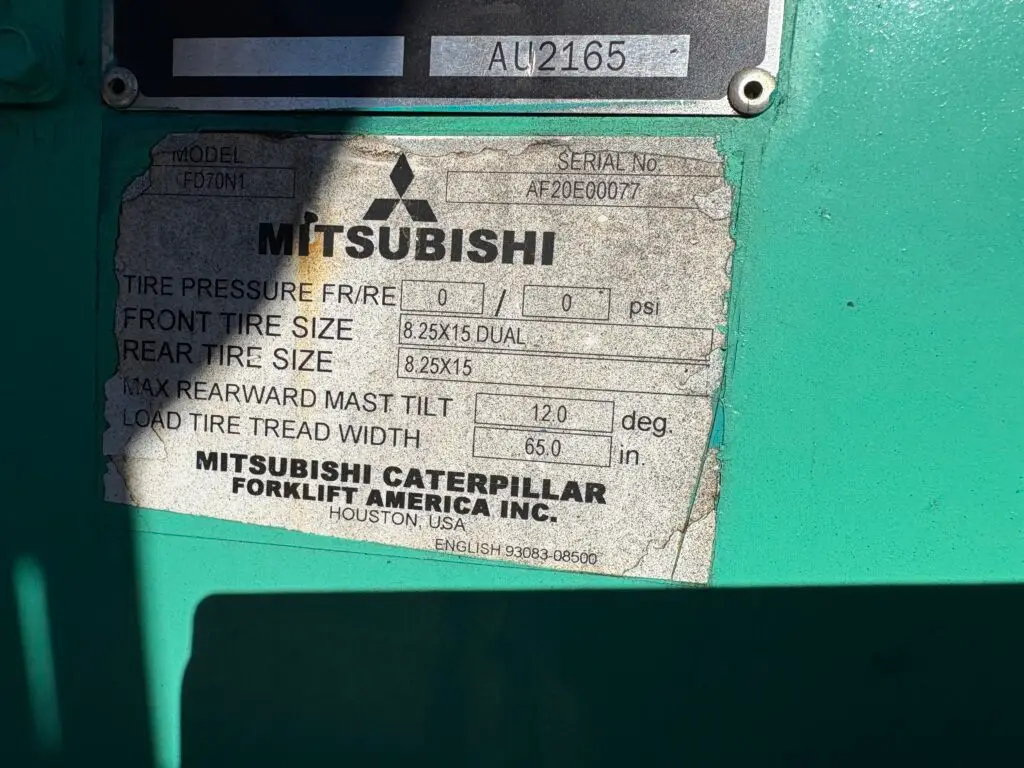 AU2165
MODEL SERIAL No.
FD70N1 AF20E00077
MITSUBISHI
TIRE PRESSURE FR/RE 0 / 0 psi
FRONT TIRE SIZE 8.25X15 DUAL
REAR TIRE SIZE 8.25X15
MAX REARWARD MAST TILT 12.0 deg.
LOAD TIRE TREAD WIDTH 65.0 in.
MITSUBISHI CATERPILLAR
FORKLIFT AMERICA INC.
HOUSTON, USA
ENGLISH 93083-08500